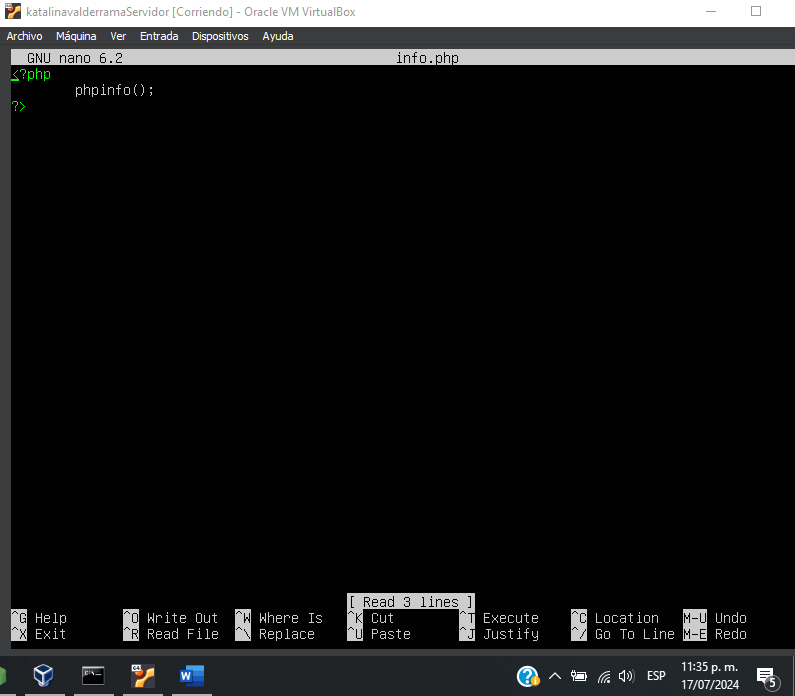 katalinavalderramaServidor [Corriendo] - Oracle VM VirtualBox
Archivo Máquina Ver Entrada Dispositivos Ayuda
GNU nano 6.2 info.php
<?php
phpinfo();
?>
[ Read 3 lines ]
^G Help ^O Write Out ^W Where Is ^K Cut ^T Execute ^C Location M-U Undo
^X Exit ^R Read File ^\ Replace ^U Paste ^J Justify ^/ Go To Line M-E Redo
ESP 11:35 p. m.
17/07/2024 5